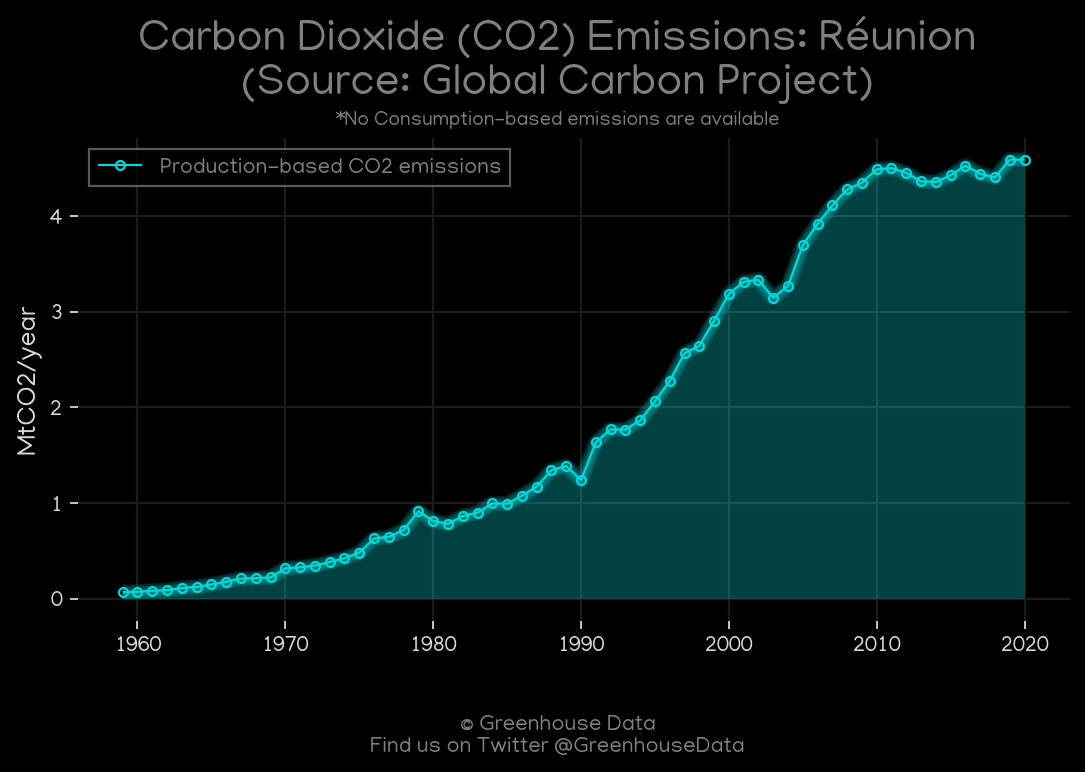 Carbon Dioxide (CO2) Emissions: Réunion
(Source: Global Carbon Project)
*No Consumption-based emissions are available
Production-based CO2 emissions
MtCO2/year
4
3
2
1
0
1960 1970 1980 1990 2000 2010 2020
© Greenhouse Data
Find us on Twitter @GreenhouseData